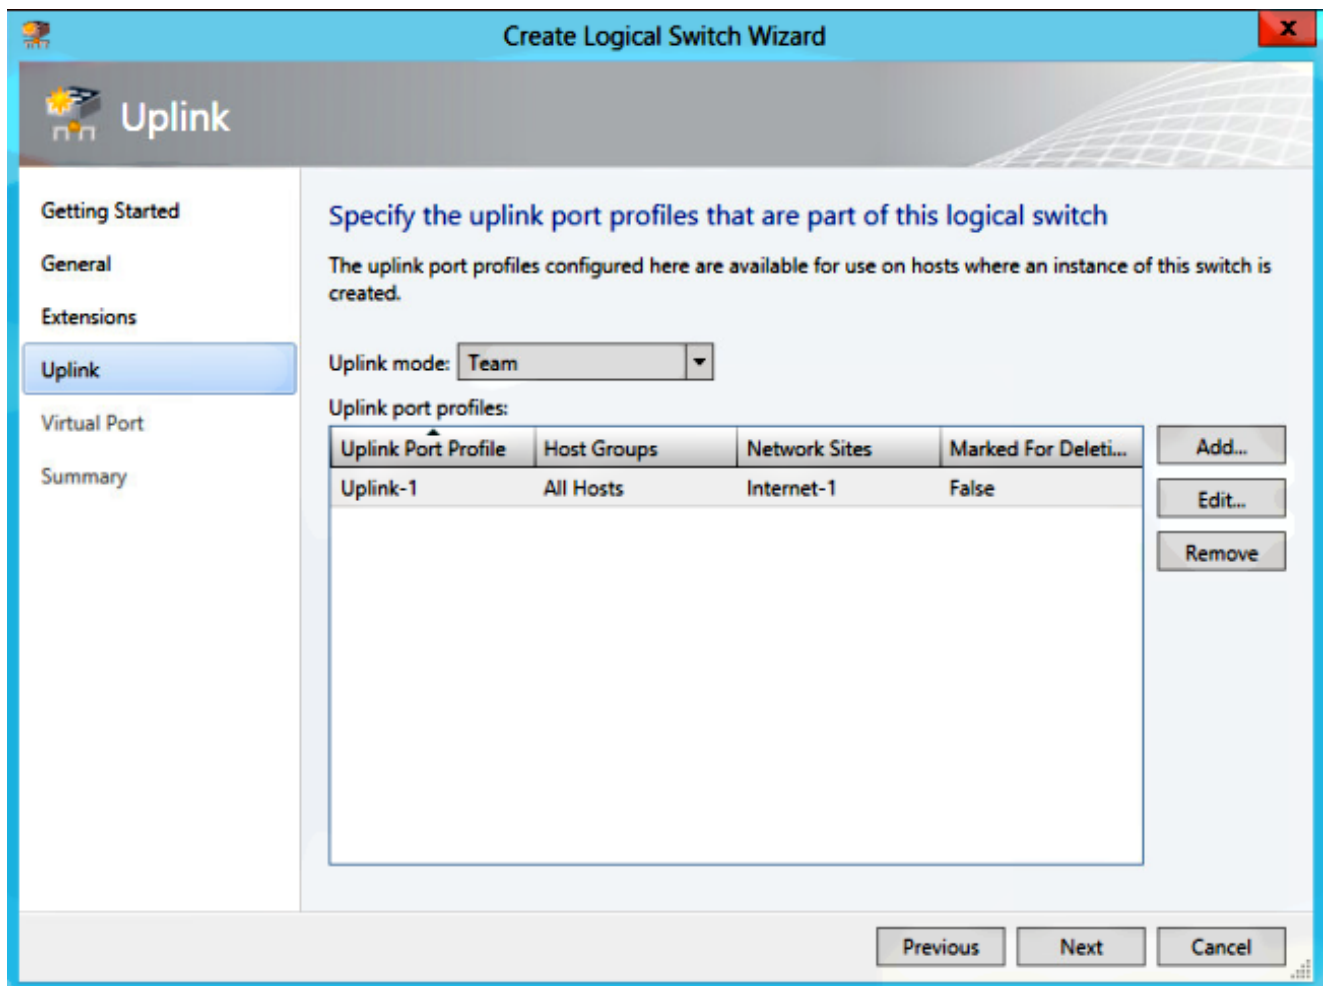 Create Logical Switch Wizard
x
Uplink
Getting Started
General
Extensions
Uplink
Virtual Port
Summary
Specify the uplink port profiles that are part of this logical switch
The uplink port profiles configured here are available for use on hosts where an instance of this switch is
created.
Uplink mode: Team
Uplink port profiles:
Uplink Port Profile Host Groups Network Sites Marked For Deleti...
Uplink-1 All Hosts Internet-1 False
Add...
Edit...
Remove
Previous Next Cancel